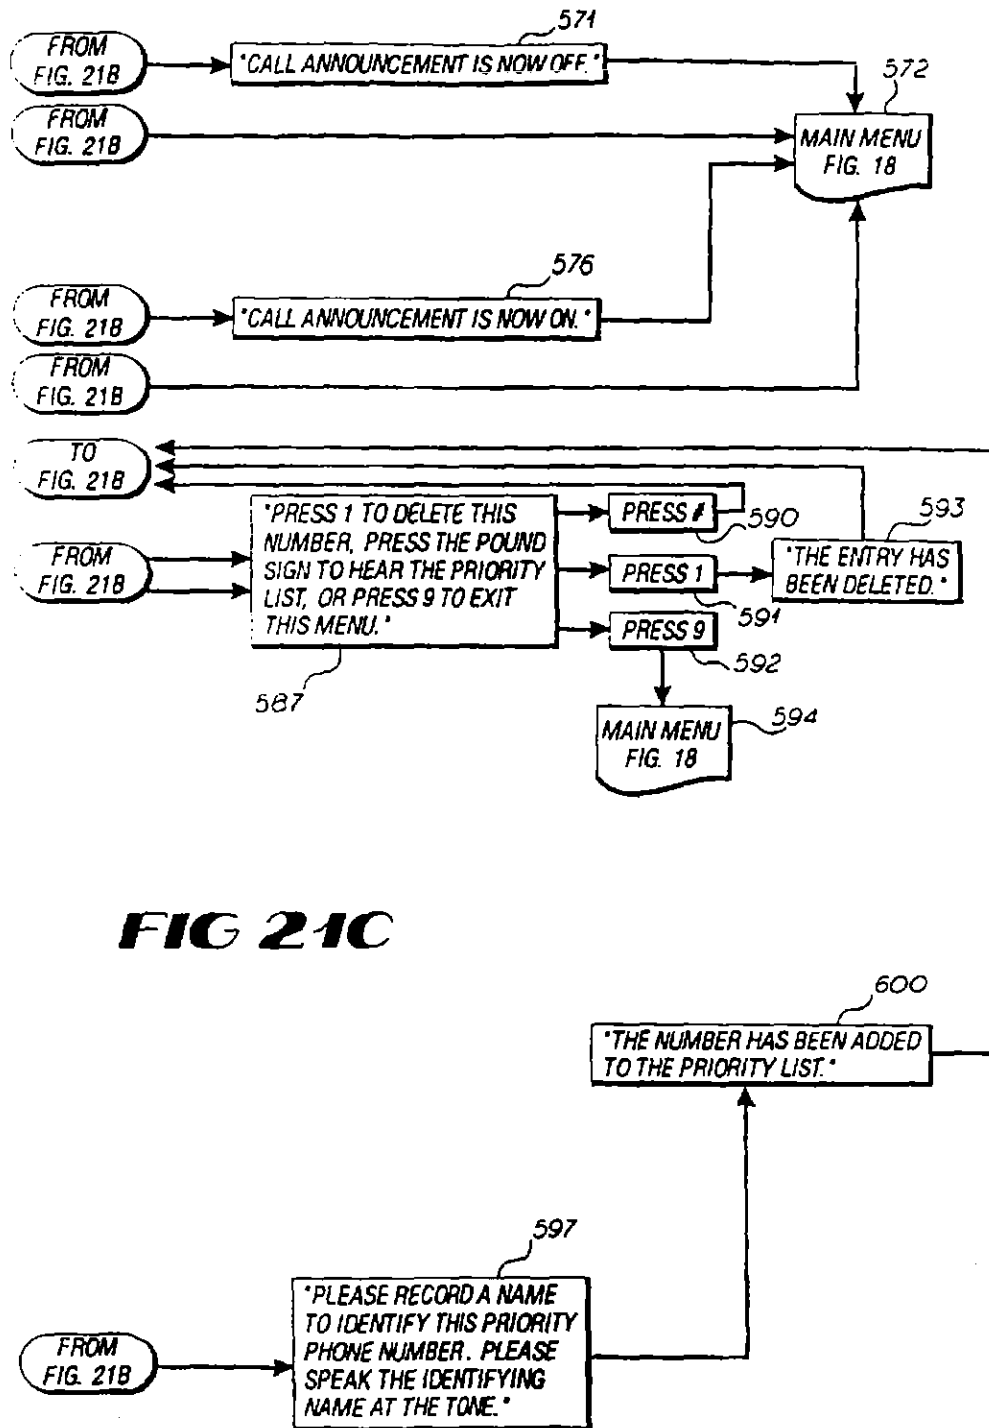 571
FROM
FIG. 21B
"CALL ANNOUNCEMENT IS NOW OFF."
572
FROM
FIG. 21B
MAIN MENU
FIG. 18
576
FROM
FIG. 21B
"CALL ANNOUNCEMENT IS NOW ON."
FROM
FIG. 21B
TO
FIG. 21B
"PRESS 1 TO DELETE THIS
NUMBER, PRESS THE POUND
SIGN TO HEAR THE PRIORITY
LIST, OR PRESS 9 TO EXIT
THIS MENU."
587
FROM
FIG. 21B
PRESS #
590
PRESS 1
591
PRESS 9
592
593
"THE ENTRY HAS
BEEN DELETED."
MAIN MENU
FIG. 18
594
FIG 21C
600
"THE NUMBER HAS BEEN ADDED
TO THE PRIORITY LIST."
597
FROM
FIG. 21B
"PLEASE RECORD A NAME
TO IDENTIFY THIS PRIORITY
PHONE NUMBER. PLEASE
SPEAK THE IDENTIFYING
NAME AT THE TONE."